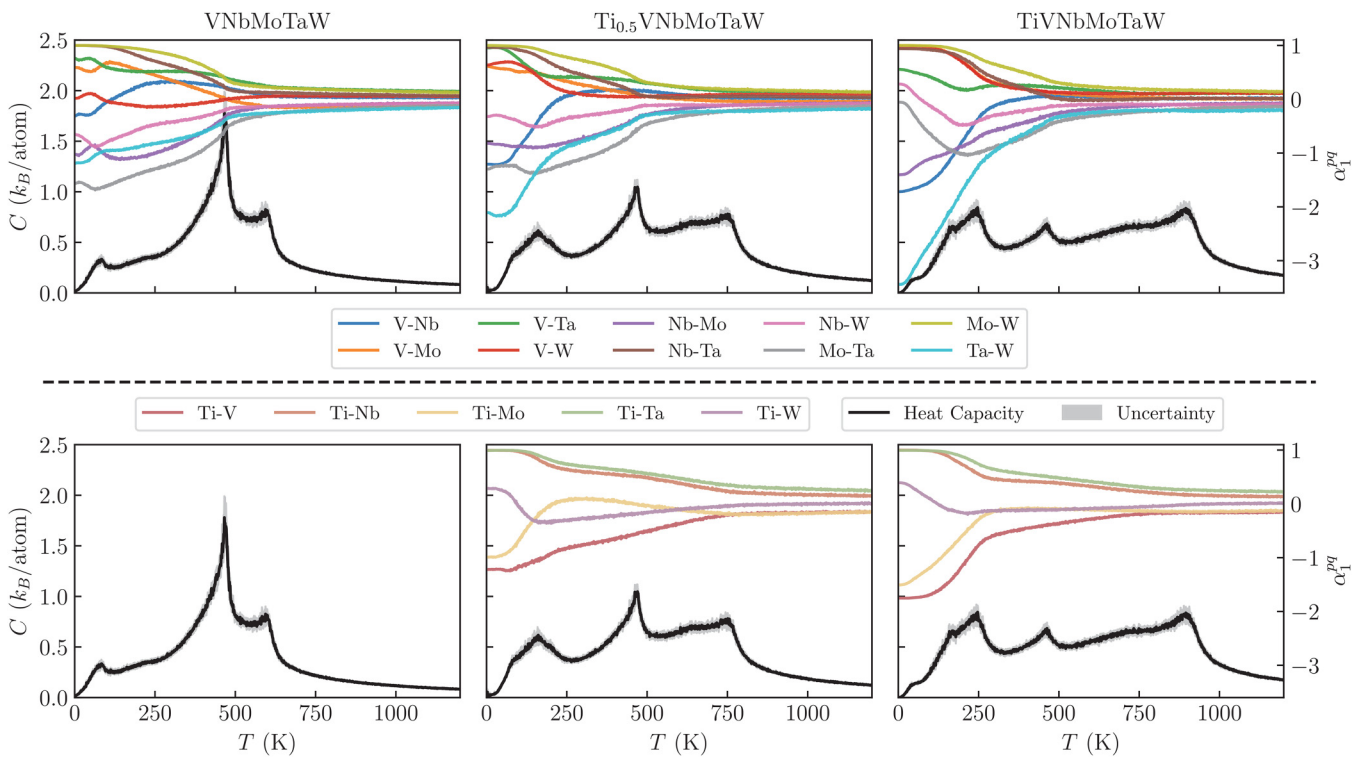 VNbMoTaW Ti0.5VNbMoTaW TiVNbMoTaW
2.5
2.0
1.5
1.0
0.5
0.0
C (kB/atom)
1
0
−1
−2
−3
α1pq
V-Nb V-Ta Nb-Mo Nb-W Mo-W
V-Mo V-W Nb-Ta Mo-Ta Ta-W
Ti-V Ti-Nb Ti-Mo Ti-Ta Ti-W Heat Capacity Uncertainty
2.5
2.0
1.5
1.0
0.5
0.0
C (kB/atom)
1
0
−1
−2
−3
α1pq
0 250 500 750 1000 0 250 500 750 1000 0 250 500 750 1000
T (K) T (K) T (K)